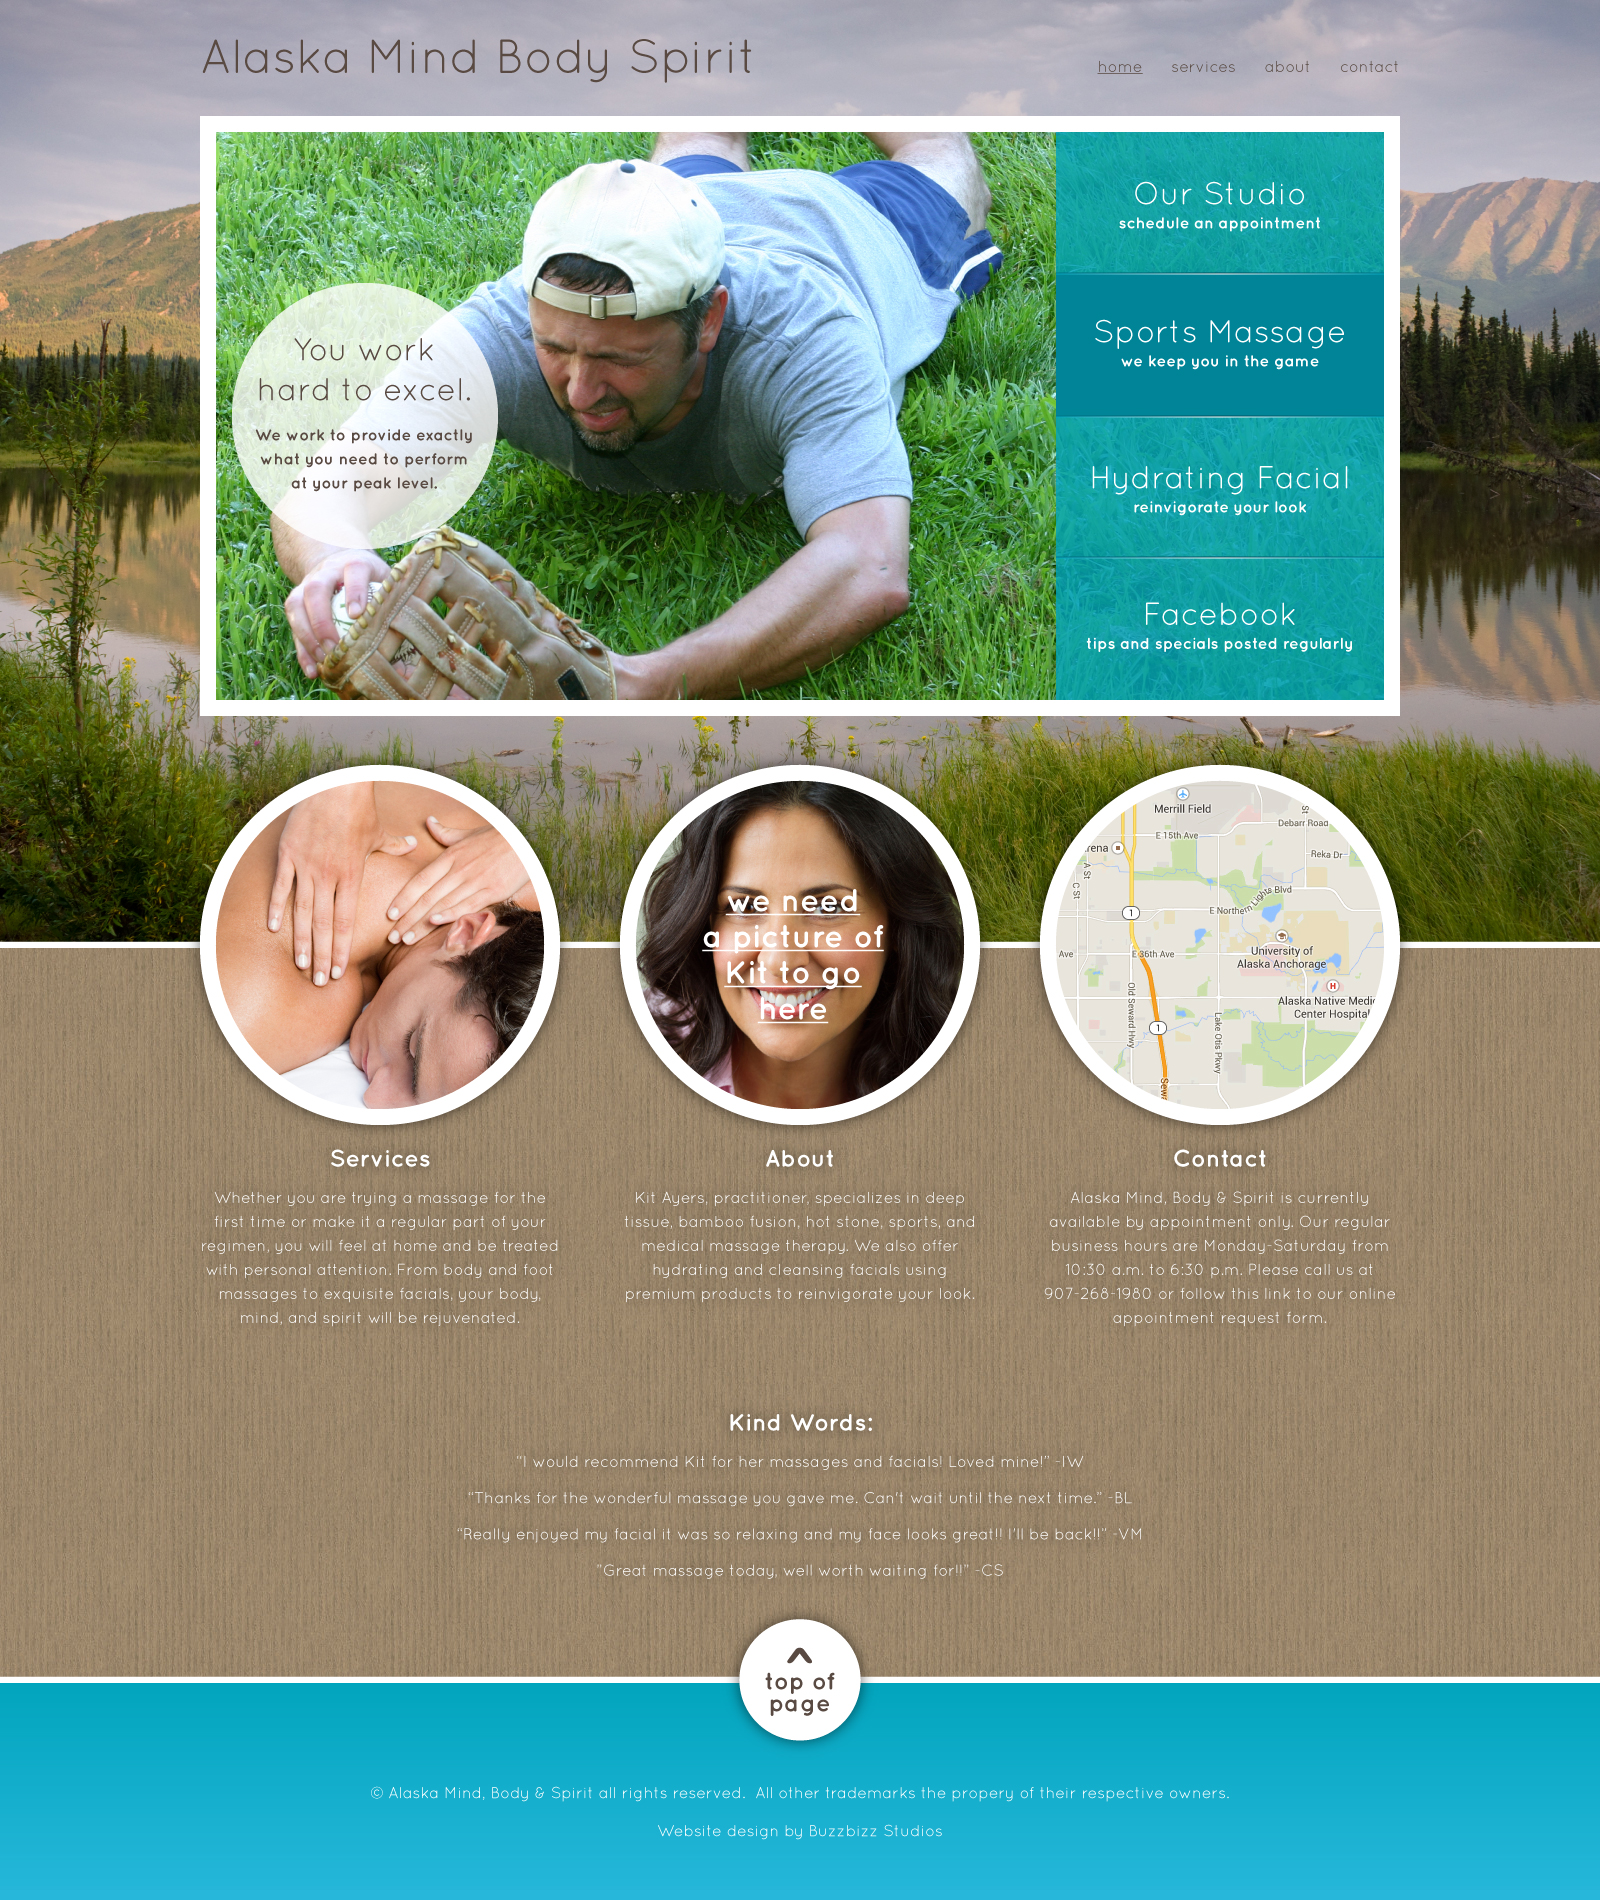 Alaska Mind Body Spirit
home services about contact
You work
hard to excel.
We work to provide exactly
what you need to perform
at your peak level.
Our Studio
schedule an appointment
Sports Massage
we keep you in the game
Hydrating Facial
reinvigorate your look
Facebook
tips and specials posted regularly
we need
a picture of
Kit to go
here
Merrill Field
St
Debarr Road
E 15th Ave
rena
Reka Dr
A St
C St
E Northern Lights Blvd
1
University of
Alaska Anchorage
Ave
E 36th Ave
H
Alaska Native Medic
Center Hospital
Old Seward Hwy
Lake Otis Pkwy
1
Sewa
Services
Whether you are trying a massage for the
first time or make it a regular part of your
regimen, you will feel at home and be treated
with personal attention. From body and foot
massages to exquisite facials, your body,
mind, and spirit will be rejuvenated.
About
Kit Ayers, practitioner, specializes in deep
tissue, bamboo fusion, hot stone, sports, and
medical massage therapy. We also offer
hydrating and cleansing facials using
premium products to reinvigorate your look.
Contact
Alaska Mind, Body & Spirit is currently
available by appointment only. Our regular
business hours are Monday-Saturday from
10:30 a.m. to 6:30 p.m. Please call us at
907-268-1980 or follow this link to our online
appointment request form.
Kind Words:
"I would recommend Kit for her massages and facials! Loved mine!" -IW
"Thanks for the wonderful massage you gave me. Can't wait until the next time." -BL
"Really enjoyed my facial it was so relaxing and my face looks great!! I'll be back!!" -VM
"Great massage today, well worth waiting for!!" -CS
top of
page
© Alaska Mind, Body & Spirit all rights reserved. All other trademarks the propery of their respective owners.
Website design by Buzzbizz Studios